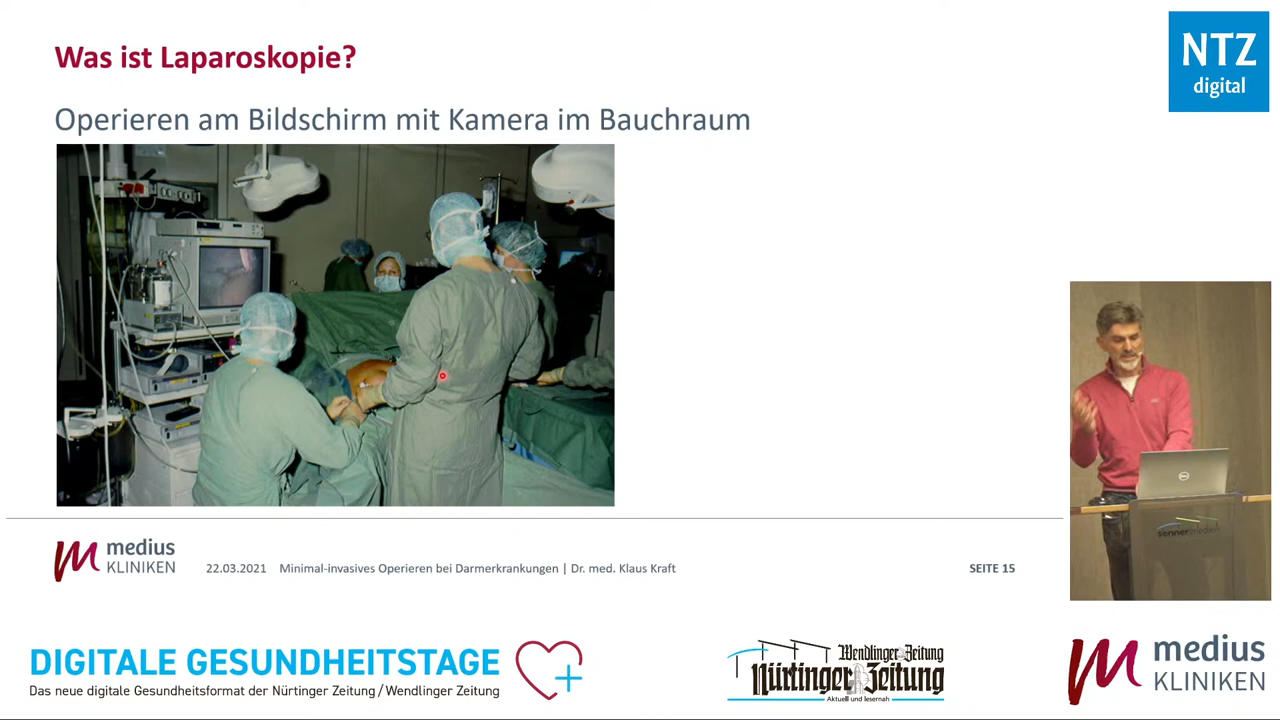 Was ist Laparoskopie?
NTZ
digital
Operieren am Bildschirm mit Kamera im Bauchraum
medius
KLINIKEN
22.03.2021 Minimal-invasives Operieren bei Darmerkrankungen | Dr. med. Klaus Kraft
SEITE 15
sennermedien
DIGITALE GESUNDHEITSTAGE
Das neue digitale Gesundheitsformat der Nürtinger Zeitung / Wendlinger Zeitung
Wendlinger Zeitung
Nürtinger Zeitung
Aktuell und lesernah
medius
KLINIKEN